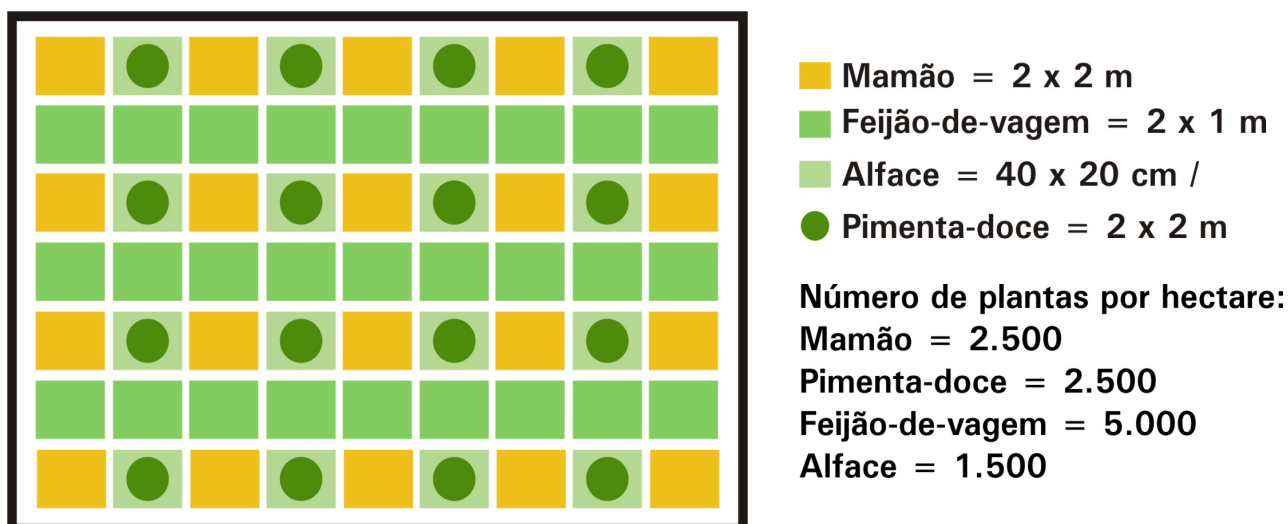 Mamão = 2 x 2 m
Feijão-de-vagem = 2 x 1 m
Alface = 40 x 20 cm /
Pimenta-doce = 2 x 2 m
Número de plantas por hectare:
Mamão = 2.500
Pimenta-doce = 2.500
Feijão-de-vagem = 5.000
Alface = 1.500